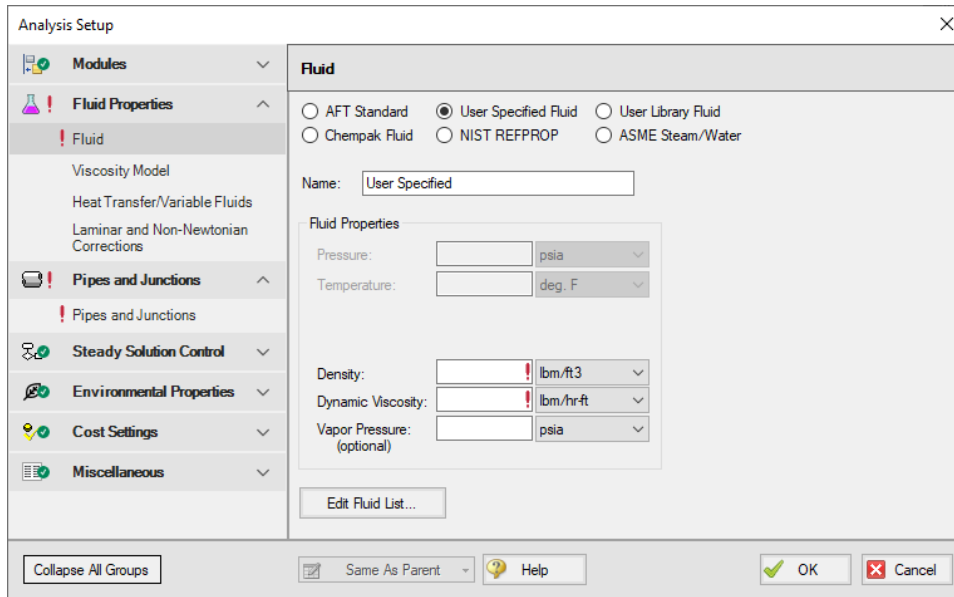 Analysis Setup
Modules
Fluid Properties
Fluid
Viscosity Model
Heat Transfer/Variable Fluids
Laminar and Non-Newtonian
Corrections
Pipes and Junctions
Pipes and Junctions
Steady Solution Control
Environmental Properties
Cost Settings
Miscellaneous
Collapse All Groups
Fluid
AFT Standard User Specified Fluid User Library Fluid
Chempak Fluid NIST REFPROP ASME Steam/Water
Name: User Specified
Fluid Properties
Pressure: psia
Temperature: deg. F
Density: ! lbm/ft3
Dynamic Viscosity: ! lbm/hr-ft
Vapor Pressure: psia
(optional)
Edit Fluid List...
Same As Parent Help OK Cancel